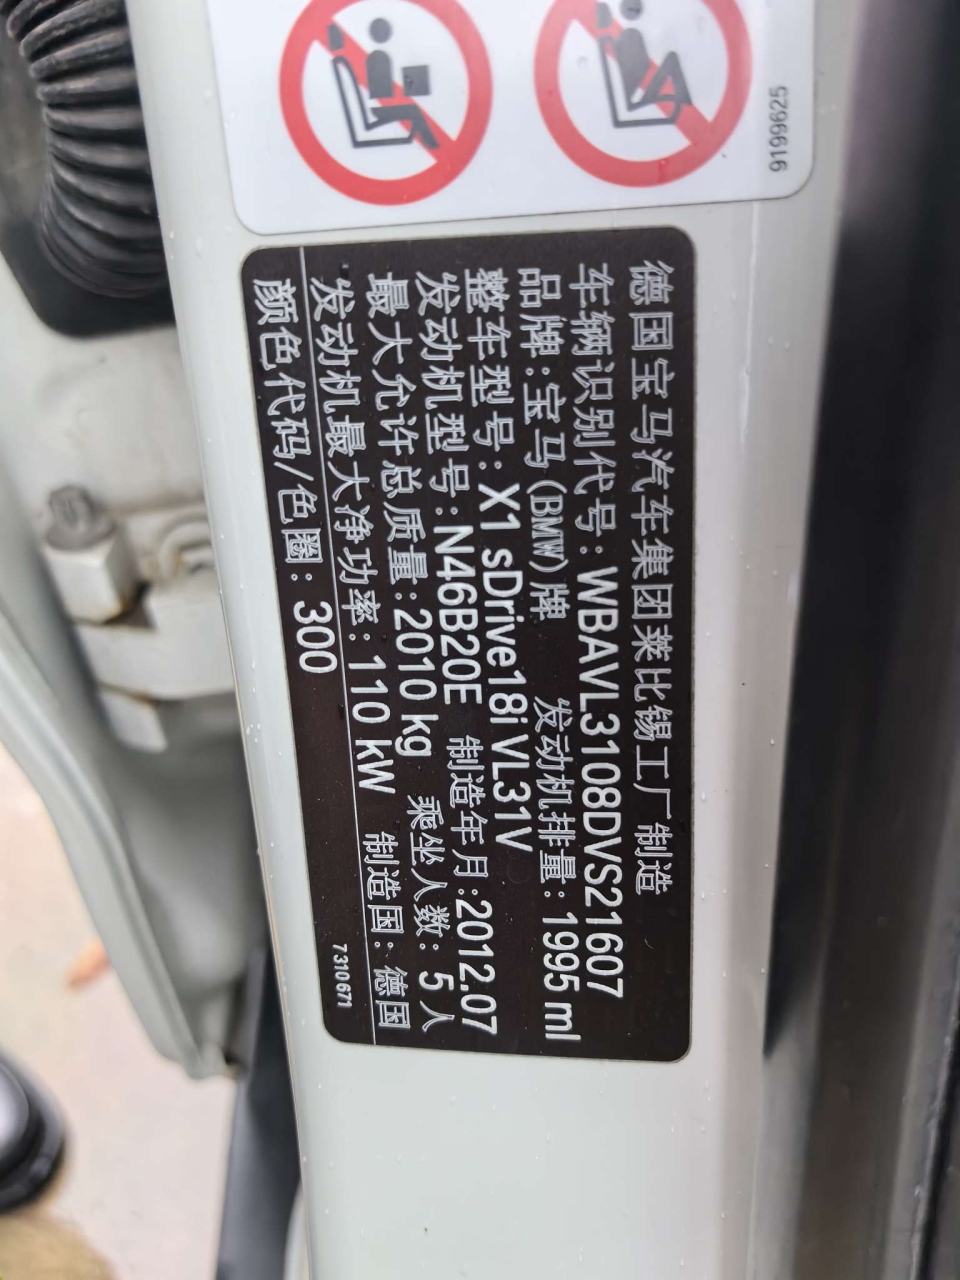 9199625
德国宝马汽车集团莱比锡工厂制造
车辆识别代号：WBAVL3108DVS21607
品牌：宝马(BMW)牌 发动机排量：1995 ml
整车型号：X1 sDrive18i VL31V
发动机型号：N46B20E 制造年月：2012.07
最大允许总质量：2010 kg 乘坐人数：5人
发动机最大净功率：110 kW 制造国：德国
颜色代码/色圈：300
7310671